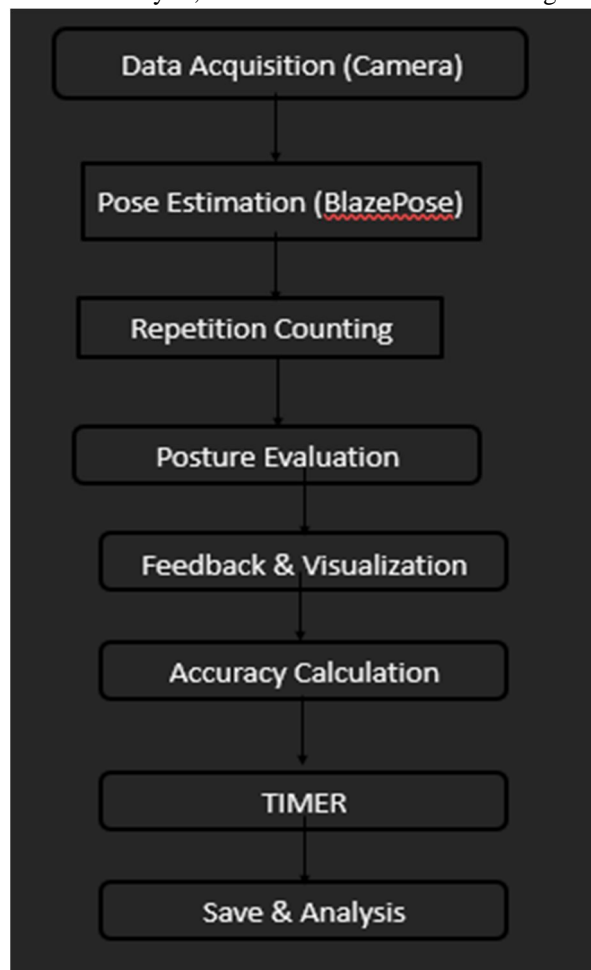 Data Acquisition (Camera)
Pose Estimation (BlazePose)
Repetition Counting
Posture Evaluation
Feedback & Visualization
Accuracy Calculation
TIMER
Save & Analysis